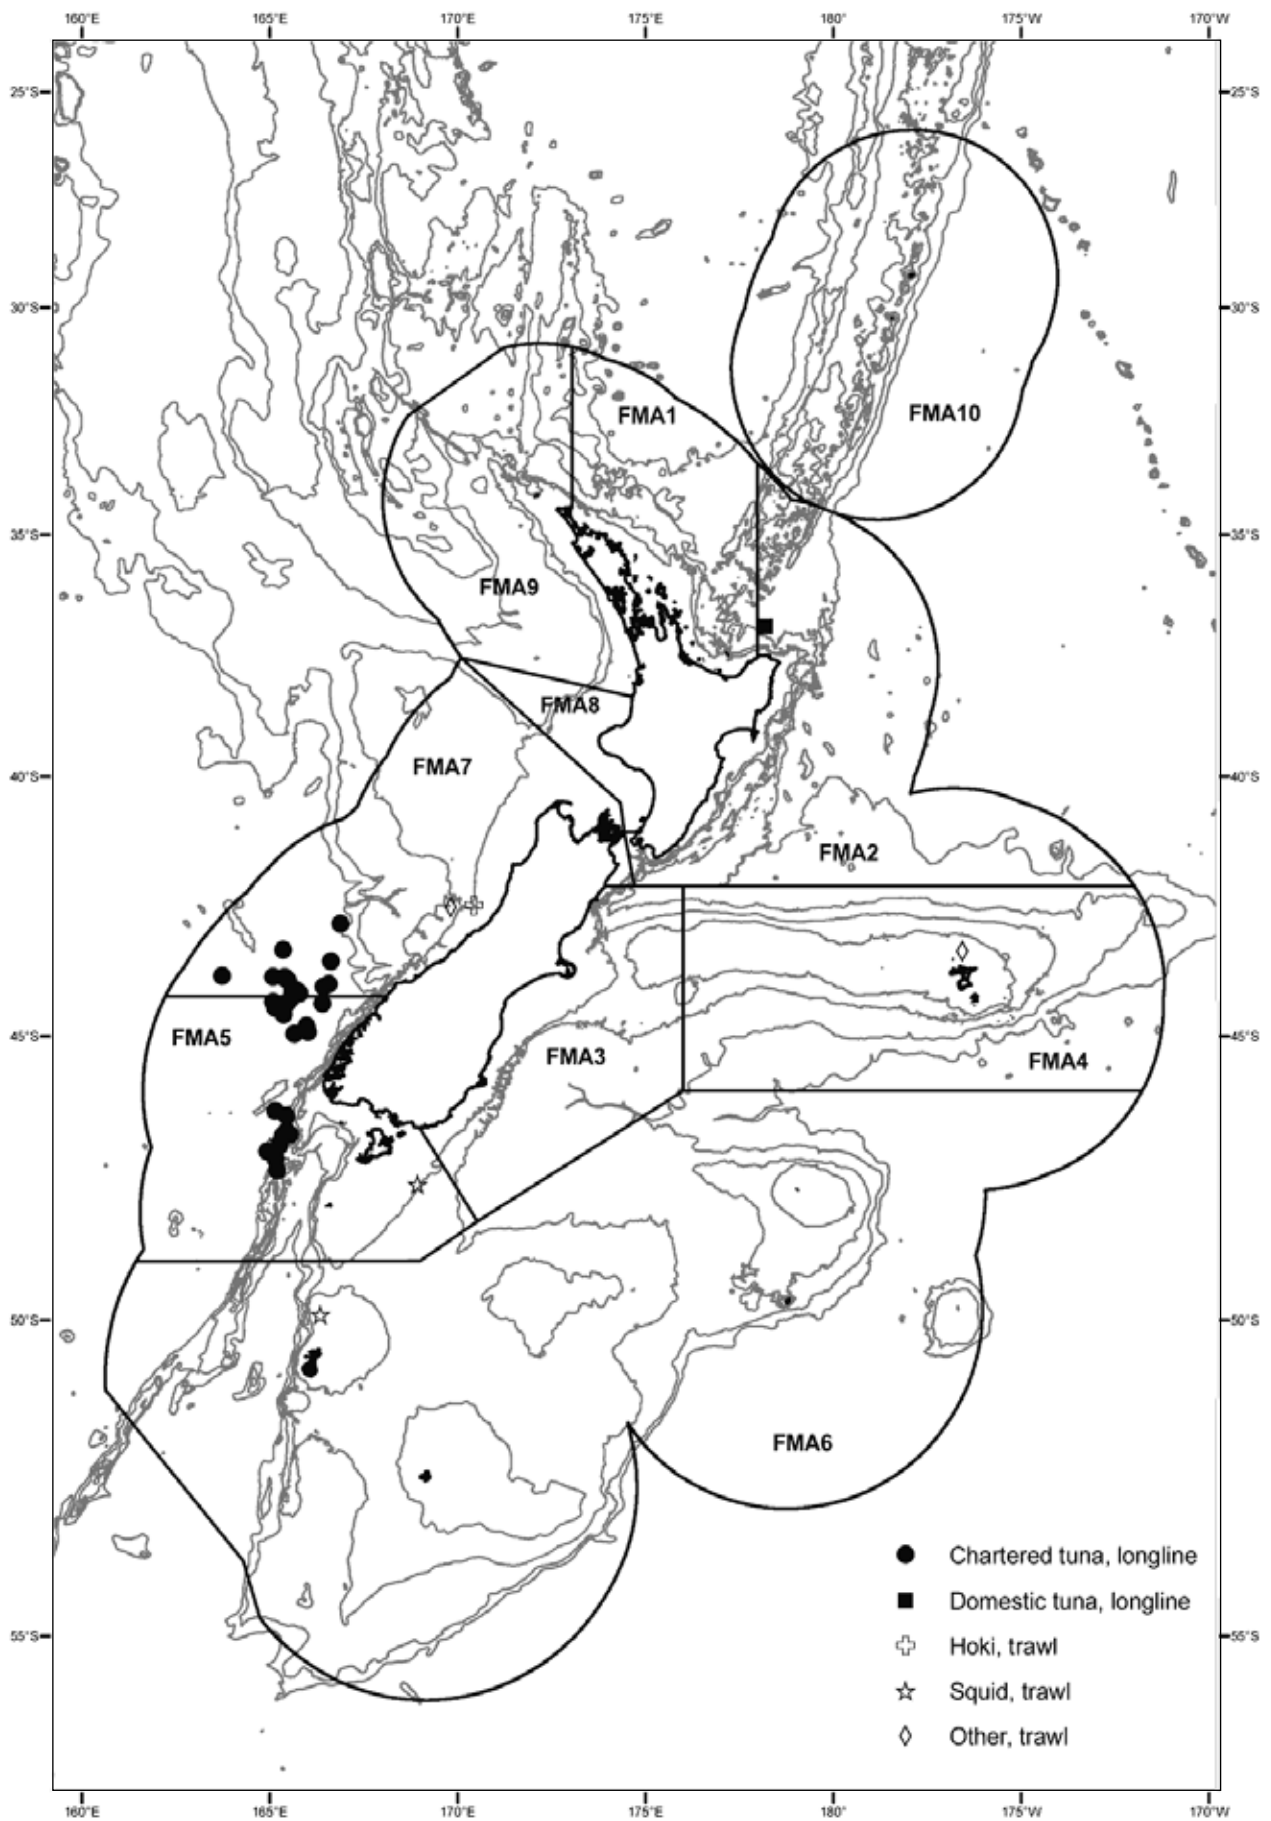 160°E 165°E 170°E 175°E 180° 175°W 170°W
25°S 25°S
30°S 30°S
FMA1 FMA10
35°S 35°S
FMA9
FMA8
FMA7
40°S 40°S
FMA2
FMA5
45°S 45°S
FMA3 FMA4
50°S 50°S
FMA6
Chartered tuna, longline
Domestic tuna, longline
55°S 55°S
Hoki, trawl
Squid, trawl
Other, trawl
160°E 165°E 170°E 175°E 180° 175°W 170°W